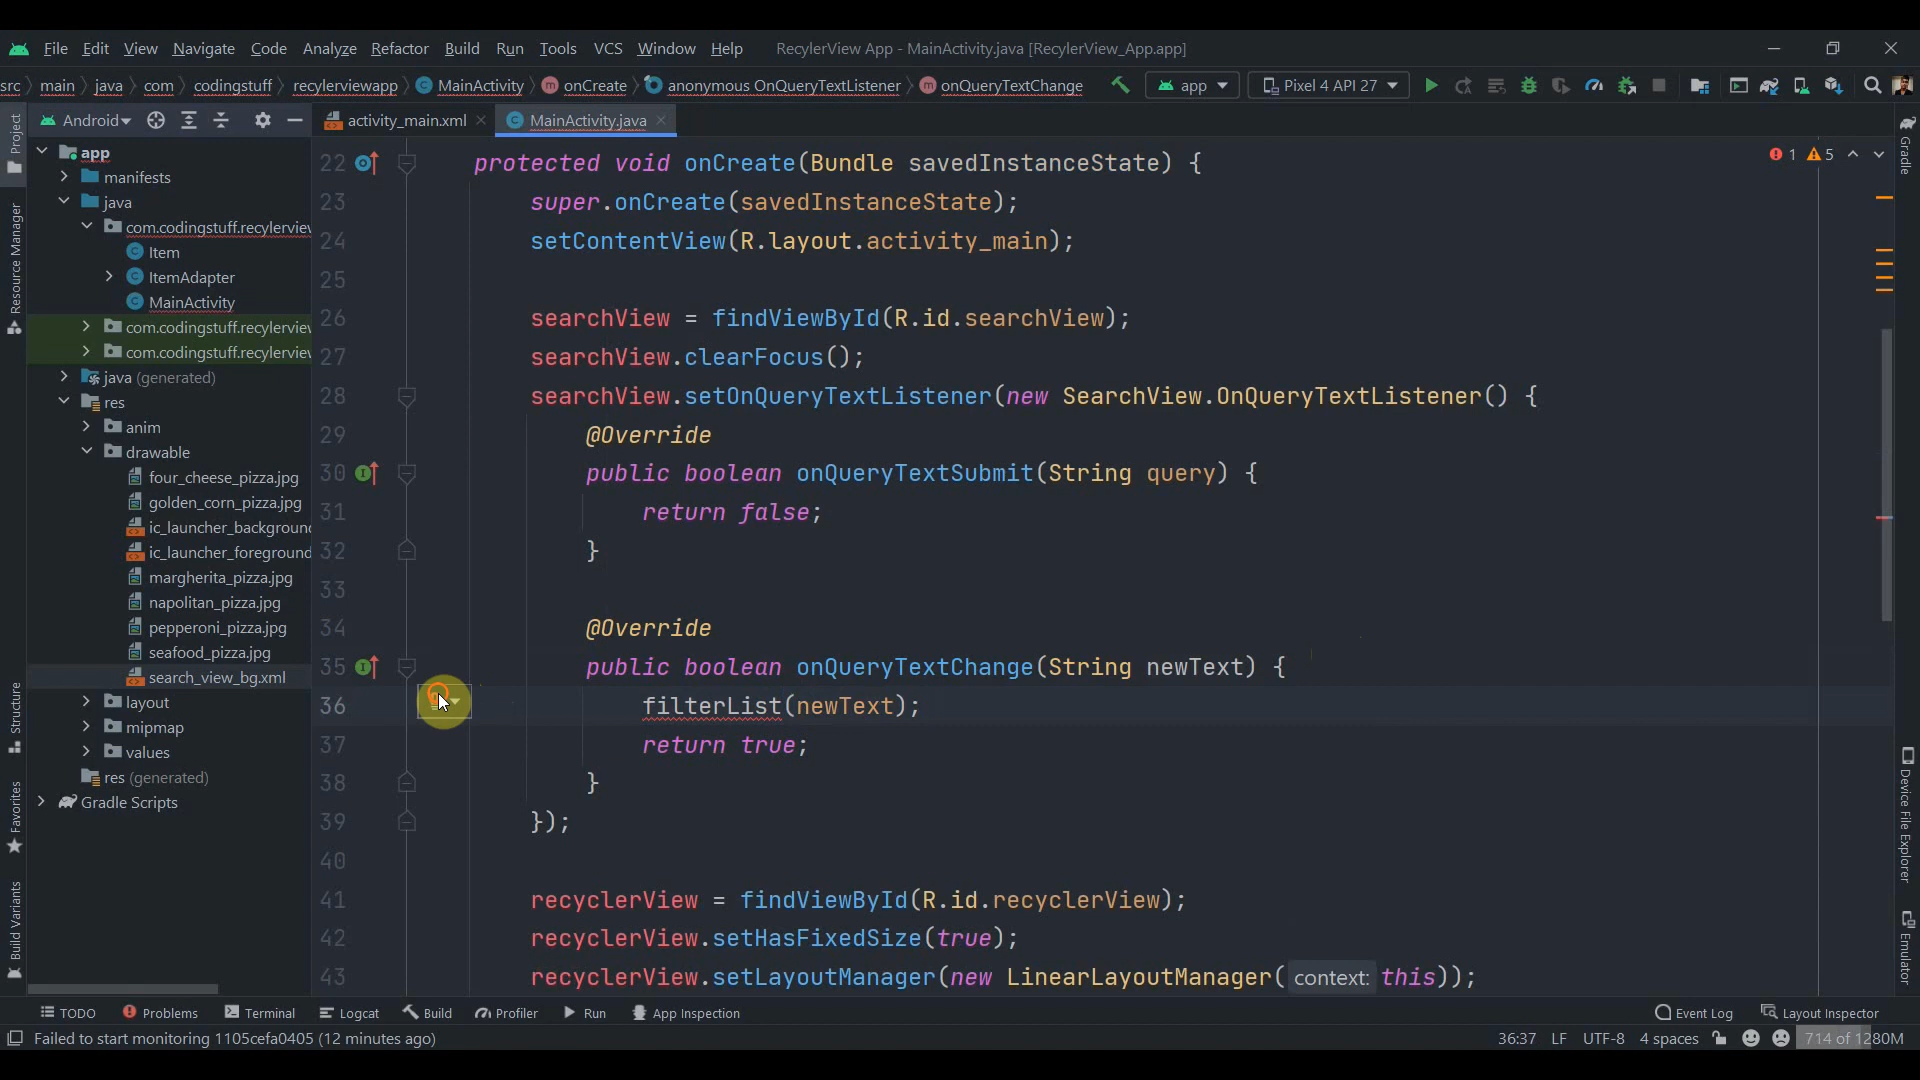 File Edit View Navigate Code Analyze Refactor Build Run Tools VCS Window Help RecylerView App - MainActivity.java [RecylerView_App.app]
src main java com codingstuff recylerviewapp MainActivity onCreate anonymous OnQueryTextListener onQueryTextChange app Pixel 4 API 27
Android activity_main.xml MainActivity.java
Project
Resource Manager
Structure
Favorites
Build Variants
app
manifests
java
com.codingstuff.recylerview
Item
ItemAdapter
MainActivity
com.codingstuff.recylerview
com.codingstuff.recylerview
java (generated)
res
anim
drawable
four_cheese_pizza.jpg
golden_corn_pizza.jpg
ic_launcher_background
ic_launcher_foreground
margherita_pizza.jpg
napolitan_pizza.jpg
pepperoni_pizza.jpg
seafood_pizza.jpg
search_view_bg.xml
layout
mipmap
values
res (generated)
Gradle Scripts
1 5
22 protected void onCreate(Bundle savedInstanceState) {
23 super.onCreate(savedInstanceState);
24 setContentView(R.layout.activity_main);
25
26 searchView = findViewById(R.id.searchView);
27 searchView.clearFocus();
28 searchView.setOnQueryTextListener(new SearchView.OnQueryTextListener() {
29 @Override
30 public boolean onQueryTextSubmit(String query) {
31 return false;
32 }
33
34 @Override
35 public boolean onQueryTextChange(String newText) {
36 filterList(newText);
37 return true;
38 }
39 });
40
41 recyclerView = findViewById(R.id.recyclerView);
42 recyclerView.setHasFixedSize(true);
43 recyclerView.setLayoutManager(new LinearLayoutManager( context: this));
Gradle
Device File Explorer
Emulator
TODO Problems Terminal Logcat Build Profiler Run App Inspection Event Log Layout Inspector
Failed to start monitoring 1105cefa0405 (12 minutes ago) 36:37 LF UTF-8 4 spaces 714 of 1280M